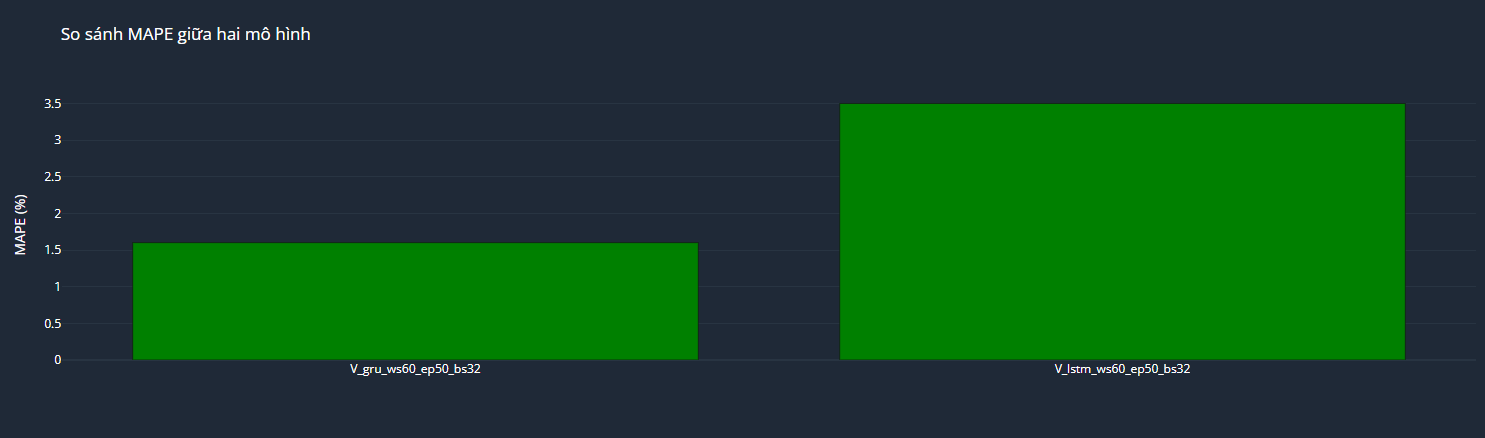 So sánh MAPE giữa hai mô hình
MAPE (%)
3.5
3
2.5
2
1.5
1
0.5
0
V_gru_ws60_ep50_bs32
V_lstm_ws60_ep50_bs32